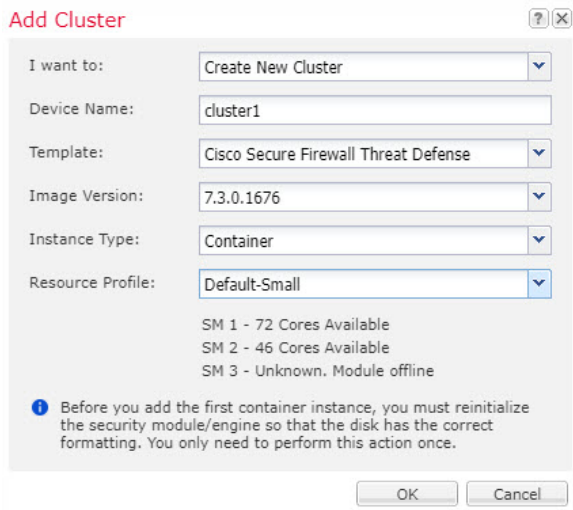 Add Cluster
I want to: Create New Cluster
Device Name: cluster1
Template: Cisco Secure Firewall Threat Defense
Image Version: 7.3.0.1676
Instance Type: Container
Resource Profile: Default-Small
SM 1 - 72 Cores Available
SM 2 - 46 Cores Available
SM 3 - Unknown. Module offline
Before you add the first container instance, you must reinitialize
the security module/engine so that the disk has the correct
formatting. You only need to perform this action once.
OK Cancel